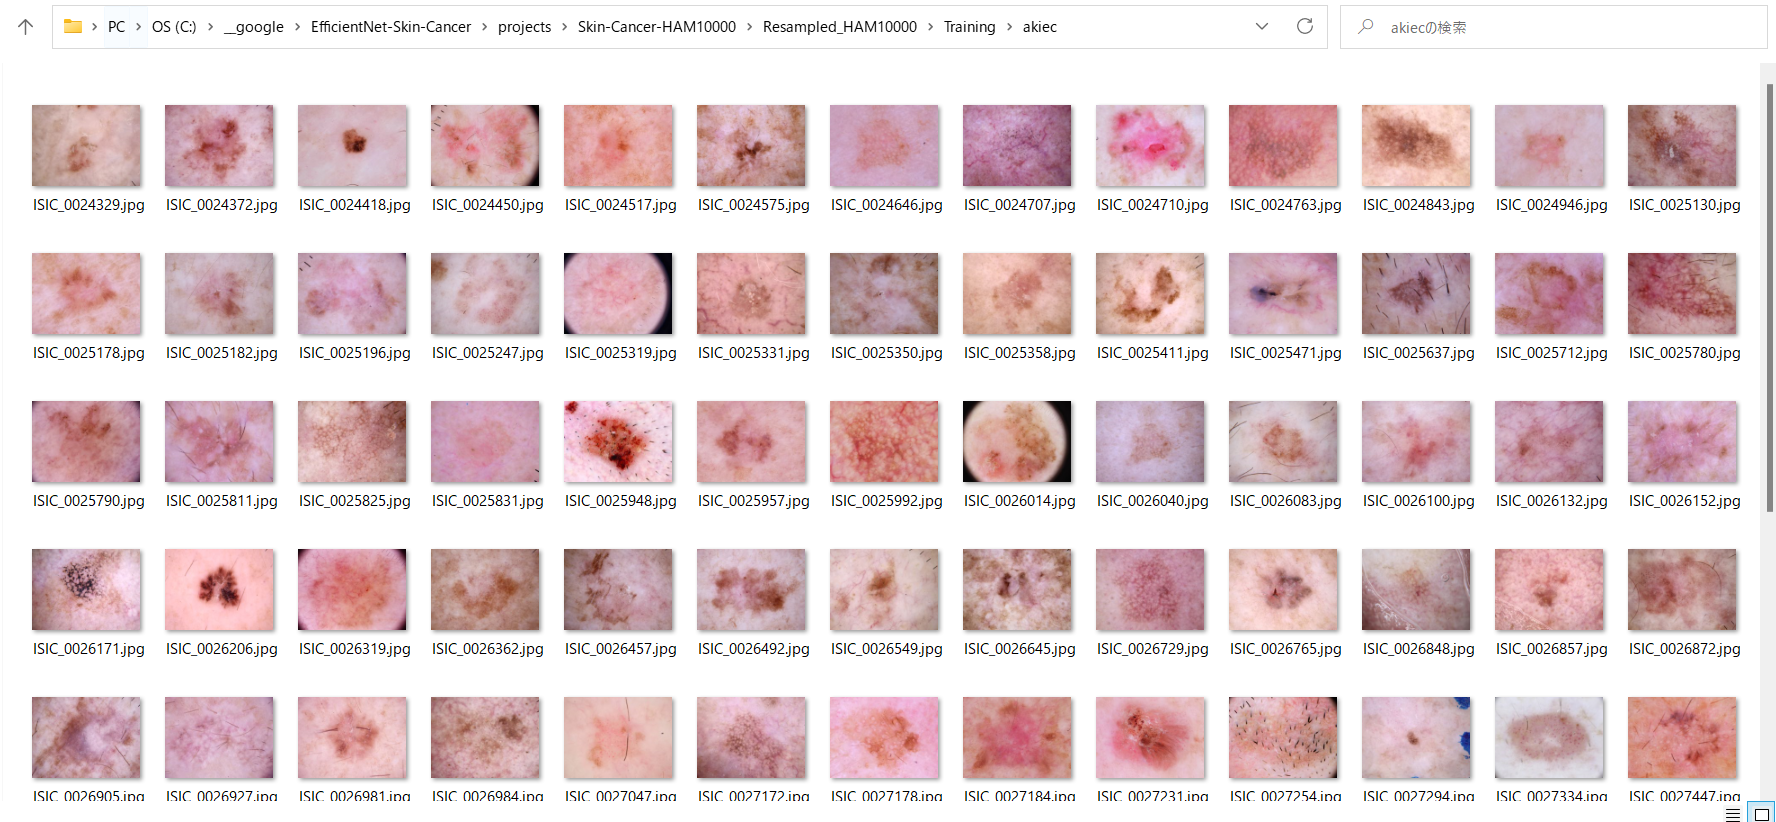 PC > OS (C:) > __google > EfficientNet-Skin-Cancer > projects > Skin-Cancer-HAM10000 > Resampled_HAM10000 > Training > akiec
akiecの検索
ISIC_0024329.jpg ISIC_0024372.jpg ISIC_0024418.jpg ISIC_0024450.jpg ISIC_0024517.jpg ISIC_0024575.jpg ISIC_0024646.jpg ISIC_0024707.jpg ISIC_0024710.jpg ISIC_0024763.jpg ISIC_0024843.jpg ISIC_0024946.jpg ISIC_0025130.jpg
ISIC_0025178.jpg ISIC_0025182.jpg ISIC_0025196.jpg ISIC_0025247.jpg ISIC_0025319.jpg ISIC_0025331.jpg ISIC_0025350.jpg ISIC_0025358.jpg ISIC_0025411.jpg ISIC_0025471.jpg ISIC_0025637.jpg ISIC_0025712.jpg ISIC_0025780.jpg
ISIC_0025790.jpg ISIC_0025811.jpg ISIC_0025825.jpg ISIC_0025831.jpg ISIC_0025948.jpg ISIC_0025957.jpg ISIC_0025992.jpg ISIC_0026014.jpg ISIC_0026040.jpg ISIC_0026083.jpg ISIC_0026100.jpg ISIC_0026132.jpg ISIC_0026152.jpg
ISIC_0026171.jpg ISIC_0026206.jpg ISIC_0026319.jpg ISIC_0026362.jpg ISIC_0026457.jpg ISIC_0026492.jpg ISIC_0026549.jpg ISIC_0026645.jpg ISIC_0026729.jpg ISIC_0026765.jpg ISIC_0026848.jpg ISIC_0026857.jpg ISIC_0026872.jpg
ISIC_0026905.jpg ISIC_0026927.jpg ISIC_0026981.jpg ISIC_0026984.jpg ISIC_0027047.jpg ISIC_0027172.jpg ISIC_0027178.jpg ISIC_0027184.jpg ISIC_0027231.jpg ISIC_0027254.jpg ISIC_0027294.jpg ISIC_0027334.jpg ISIC_0027447.jpg